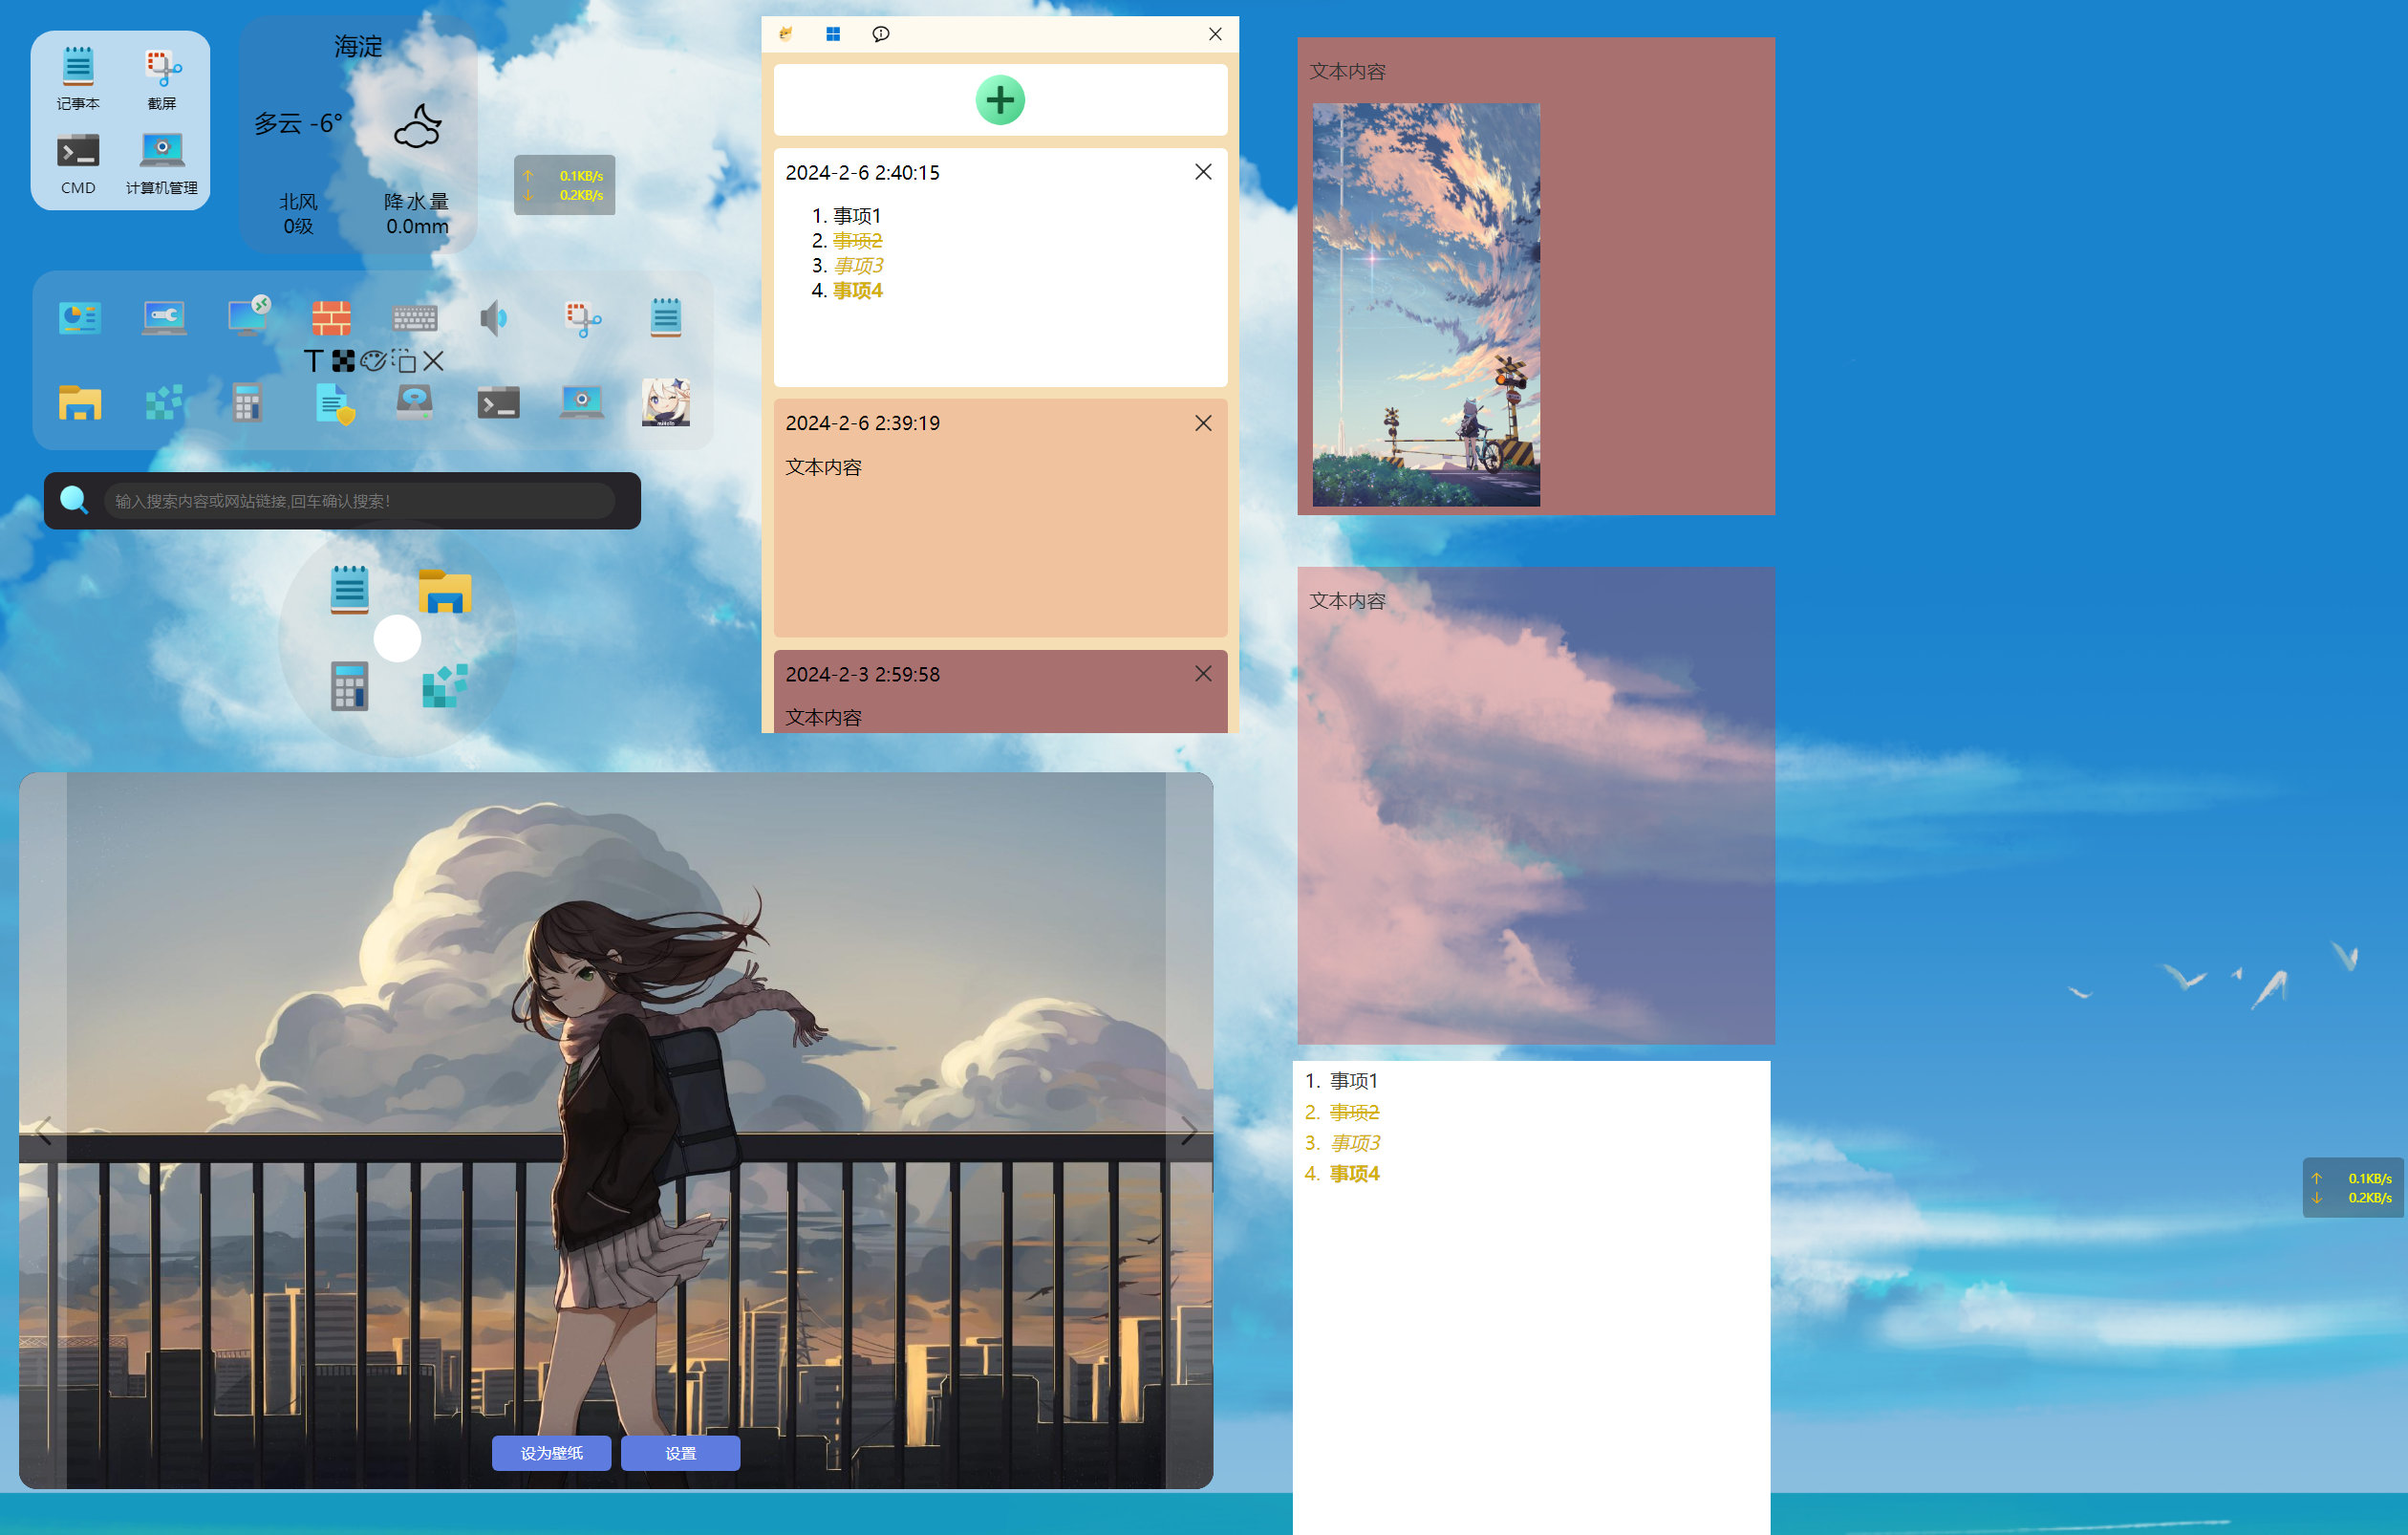 记事本
截屏
CMD
计算机管理
海淀
多云 -6°
北风
0级
降水量
0.0mm
↑ 0.1KB/s
↓ 0.2KB/s
T
输入搜索内容或网站链接,回车确认搜索!
2024-2-6 2:40:15
1. 事项1
2. 事项2
3. 事项3
4. 事项4
2024-2-6 2:39:19
文本内容
2024-2-3 2:59:58
文本内容
设为壁纸
设置
文本内容
文本内容
1. 事项1
2. 事项2
3. 事项3
4. 事项4
↑ 0.1KB/s
↓ 0.2KB/s